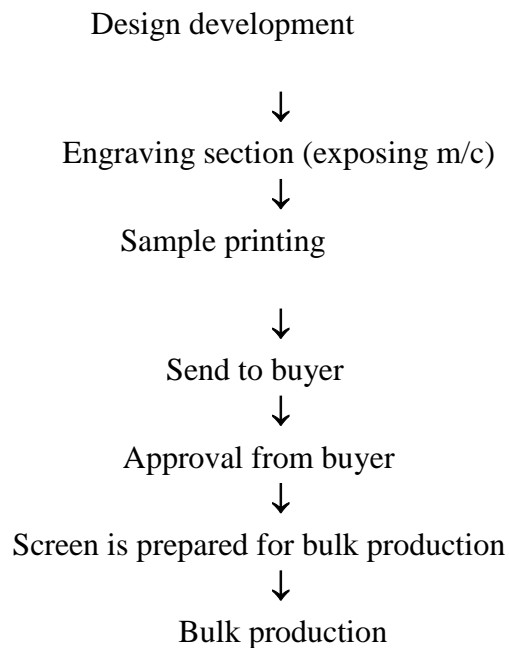 Design development
↓
Engraving section (exposing m/c)
↓
Sample printing
↓
Send to buyer
↓
Approval from buyer
↓
Screen is prepared for bulk production
↓
Bulk production